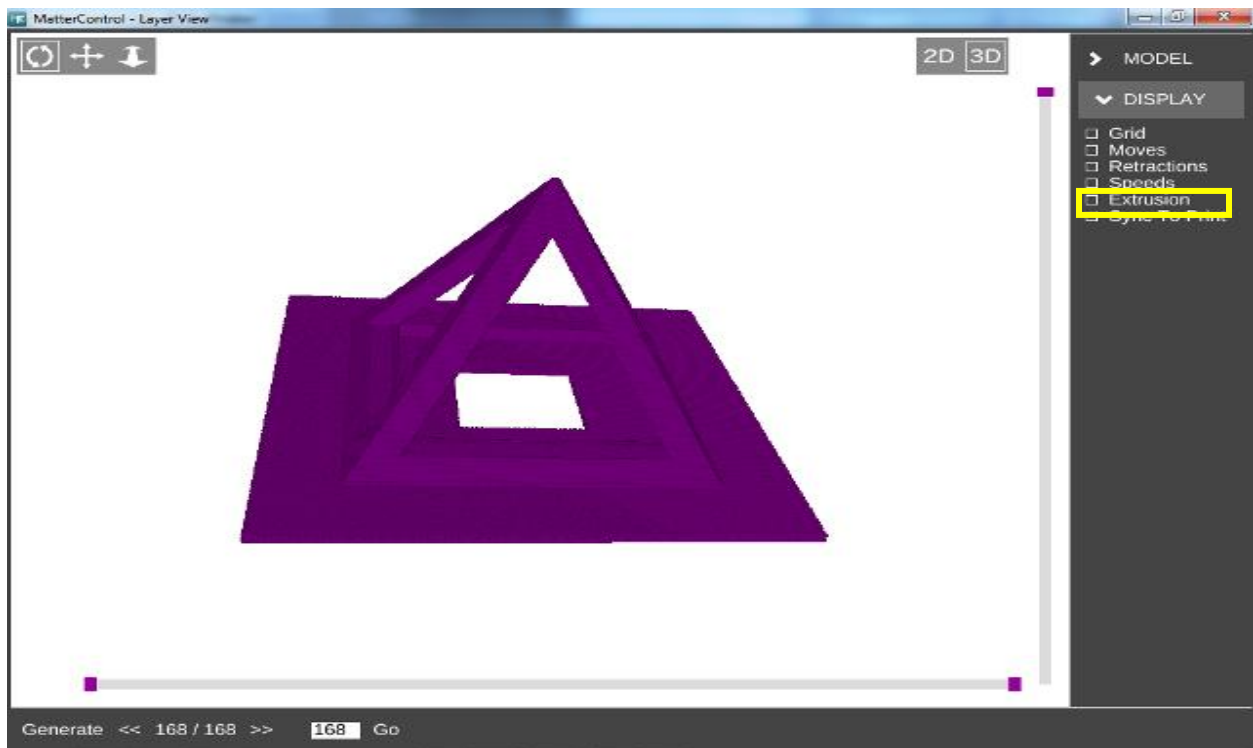 MatterControl - Layer View
2D 3D
MODEL
DISPLAY
Grid
Moves
Retractions
Speeds
Extrusion
Sync To Print
Generate << 168 / 168 >> 168 Go